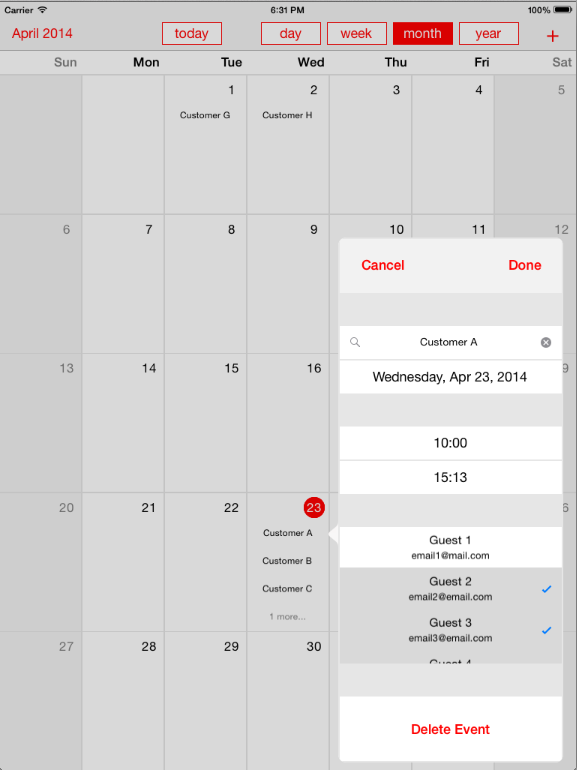 Carrier 6:31 PM 100%
April 2014 today day week month year +
Sun Mon Tue Wed Thu Fri Sat
1 2 3 4 5
Customer G Customer H
6 7 8 9 10 11 12
Cancel Done
Customer A
13 14 15 16 9
Wednesday, Apr 23, 2014
10:00
15:13
20 21 22 23 6
Customer A
Customer B
Customer C
1 more...
Guest 1
email1@mail.com
Guest 2
email2@email.com
Guest 3
email3@email.com
Guest 4
27 28 29 30
Delete Event